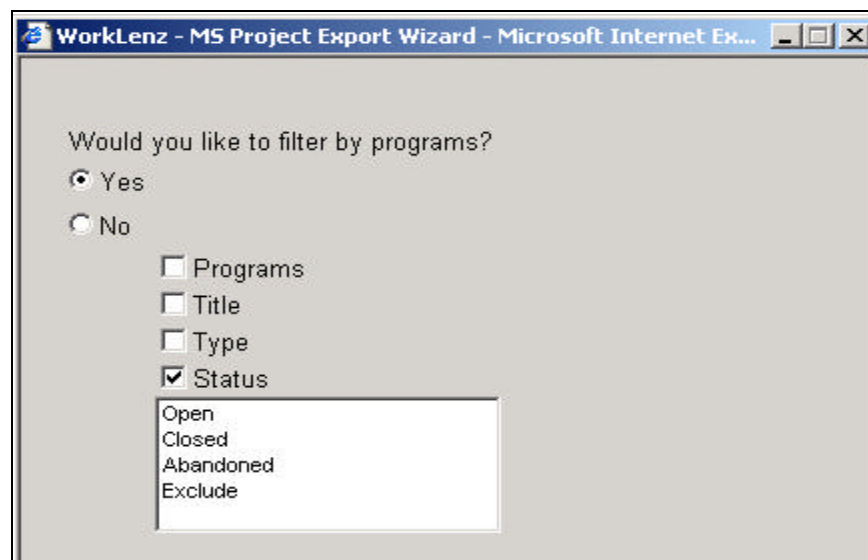 WorkLenz - MS Project Export Wizard - Microsoft Internet Ex...
Would you like to filter by programs?
Yes
No
Programs
Title
Type
Status
Open
Closed
Abandoned
Exclude